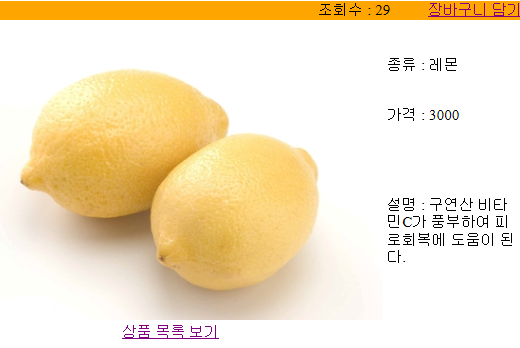 조회수 : 29 장바구니 담기
종류 : 레몬
가격 : 3000
설명 : 구연산 비타
민C가 풍부하여 피
로회복에 도움이 된
다.
상품 목록 보기